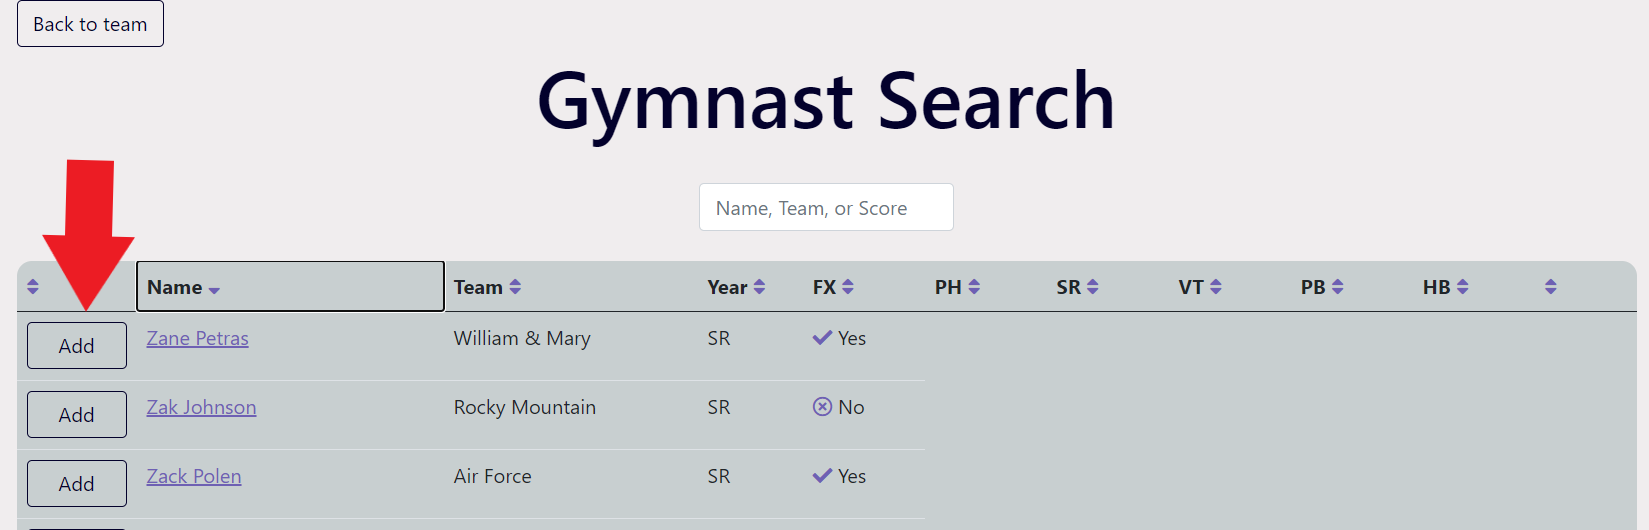 Back to team
Gymnast Search
Name, Team, or Score
Name Team Year FX PH SR VT PB HB
Add Zane Petras William & Mary SR Yes
Add Zak Johnson Rocky Mountain SR No
Add Zack Polen Air Force SR Yes